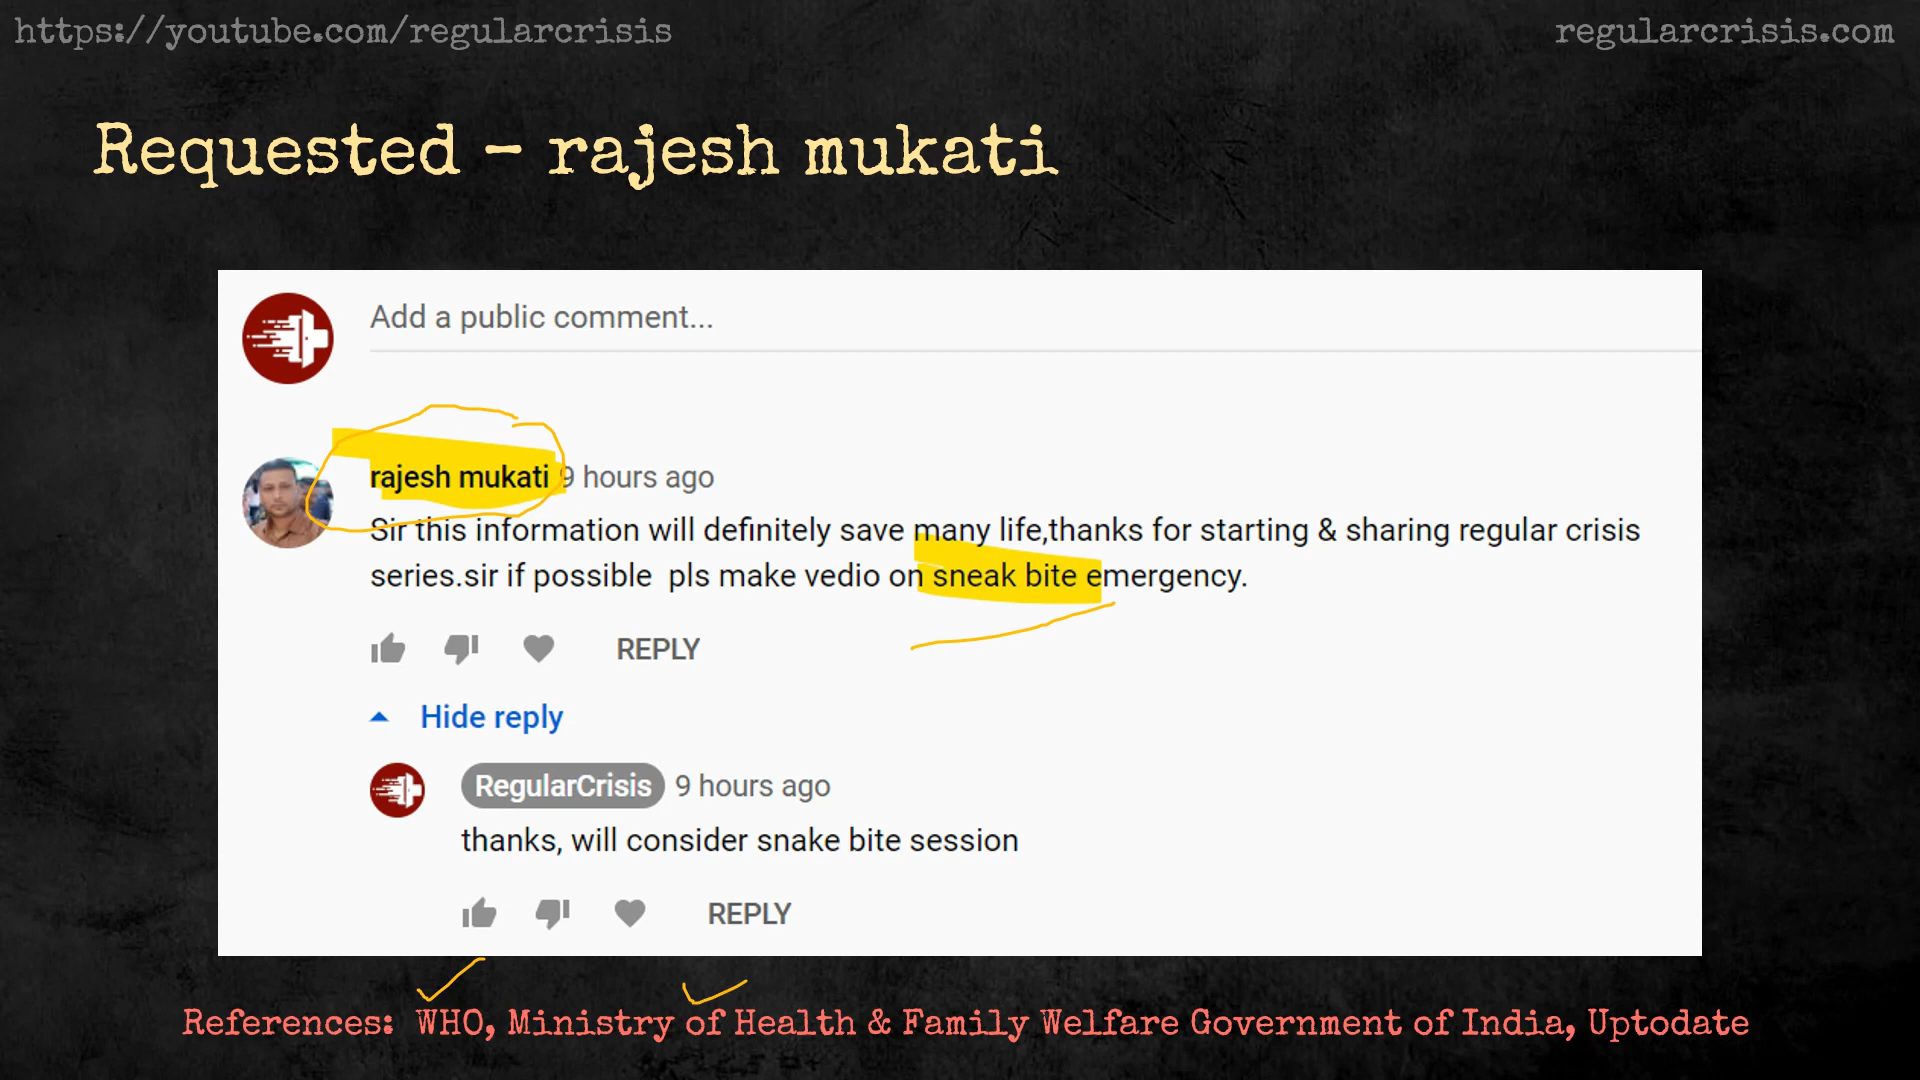 https://youtube.com/regularcrisis
regularcrisis.com
Requested - rajesh mukati
Add a public comment...
rajesh mukati 9 hours ago
Sir this information will definitely save many life,thanks for starting & sharing regular crisis
series.sir if possible pls make vedio on sneak bite emergency.
REPLY
Hide reply
RegularCrisis 9 hours ago
thanks, will consider snake bite session
REPLY
References: WHO, Ministry of Health & Family Welfare Government of India, Uptodate